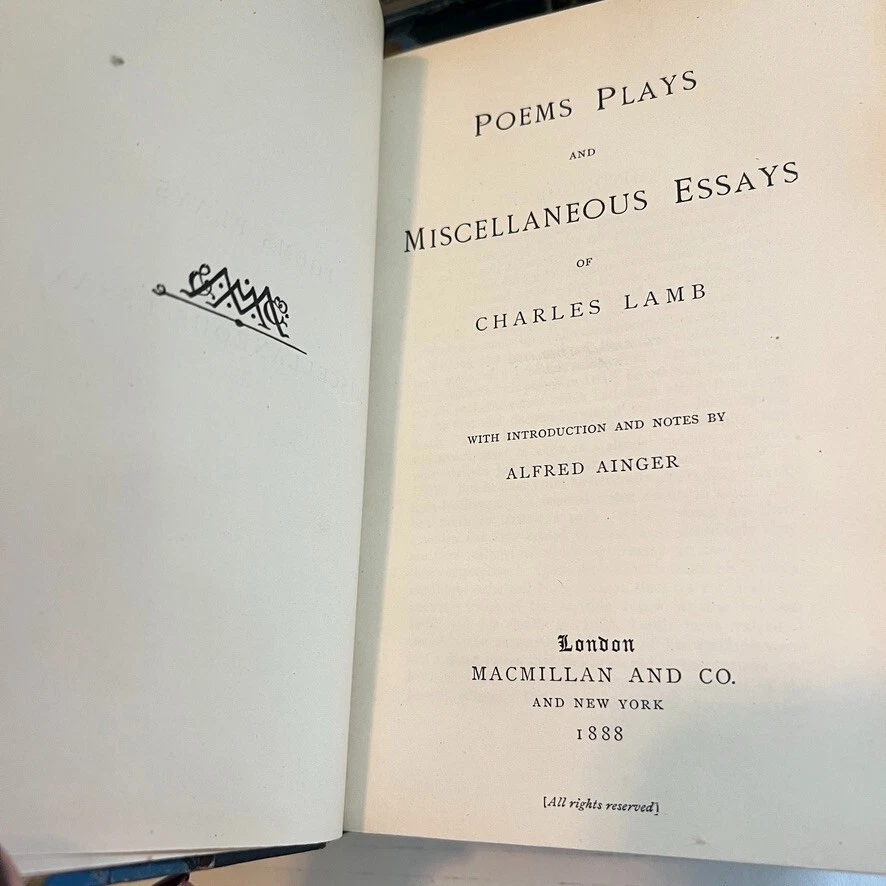 POEMS PLAYS
AND
MISCELLANEOUS ESSAYS
OF
CHARLES LAMB
WITH INTRODUCTION AND NOTES BY
ALFRED AINGER
London
MACMILLAN AND CO.
AND NEW YORK
1888
[All rights reserved]